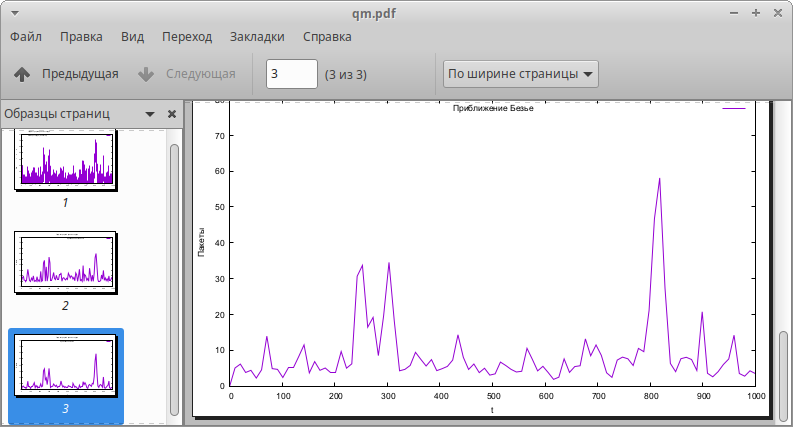 qm.pdf
Файл Правка Вид Переход Закладки Справка
Предыдущая Следующая 3 (3 из 3) По ширине страницы
Образцы страниц
1
2
3
80
Приближение Безье
70
60
50
40
30
20
10
0
Пакеты
0 100 200 300 400 500 600 700 800 900 1000
t